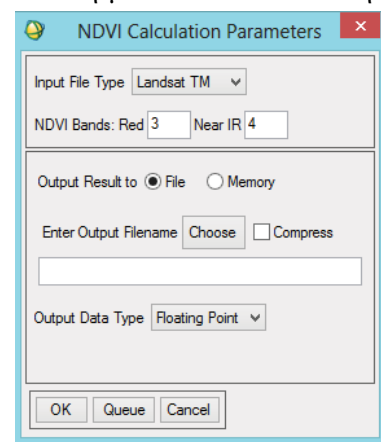 NDVI Calculation Parameters
Input File Type Landsat TM
NDVI Bands: Red 3 Near IR 4
Output Result to File Memory
Enter Output Filename Choose Compress
Output Data Type Floating Point
OK Queue Cancel